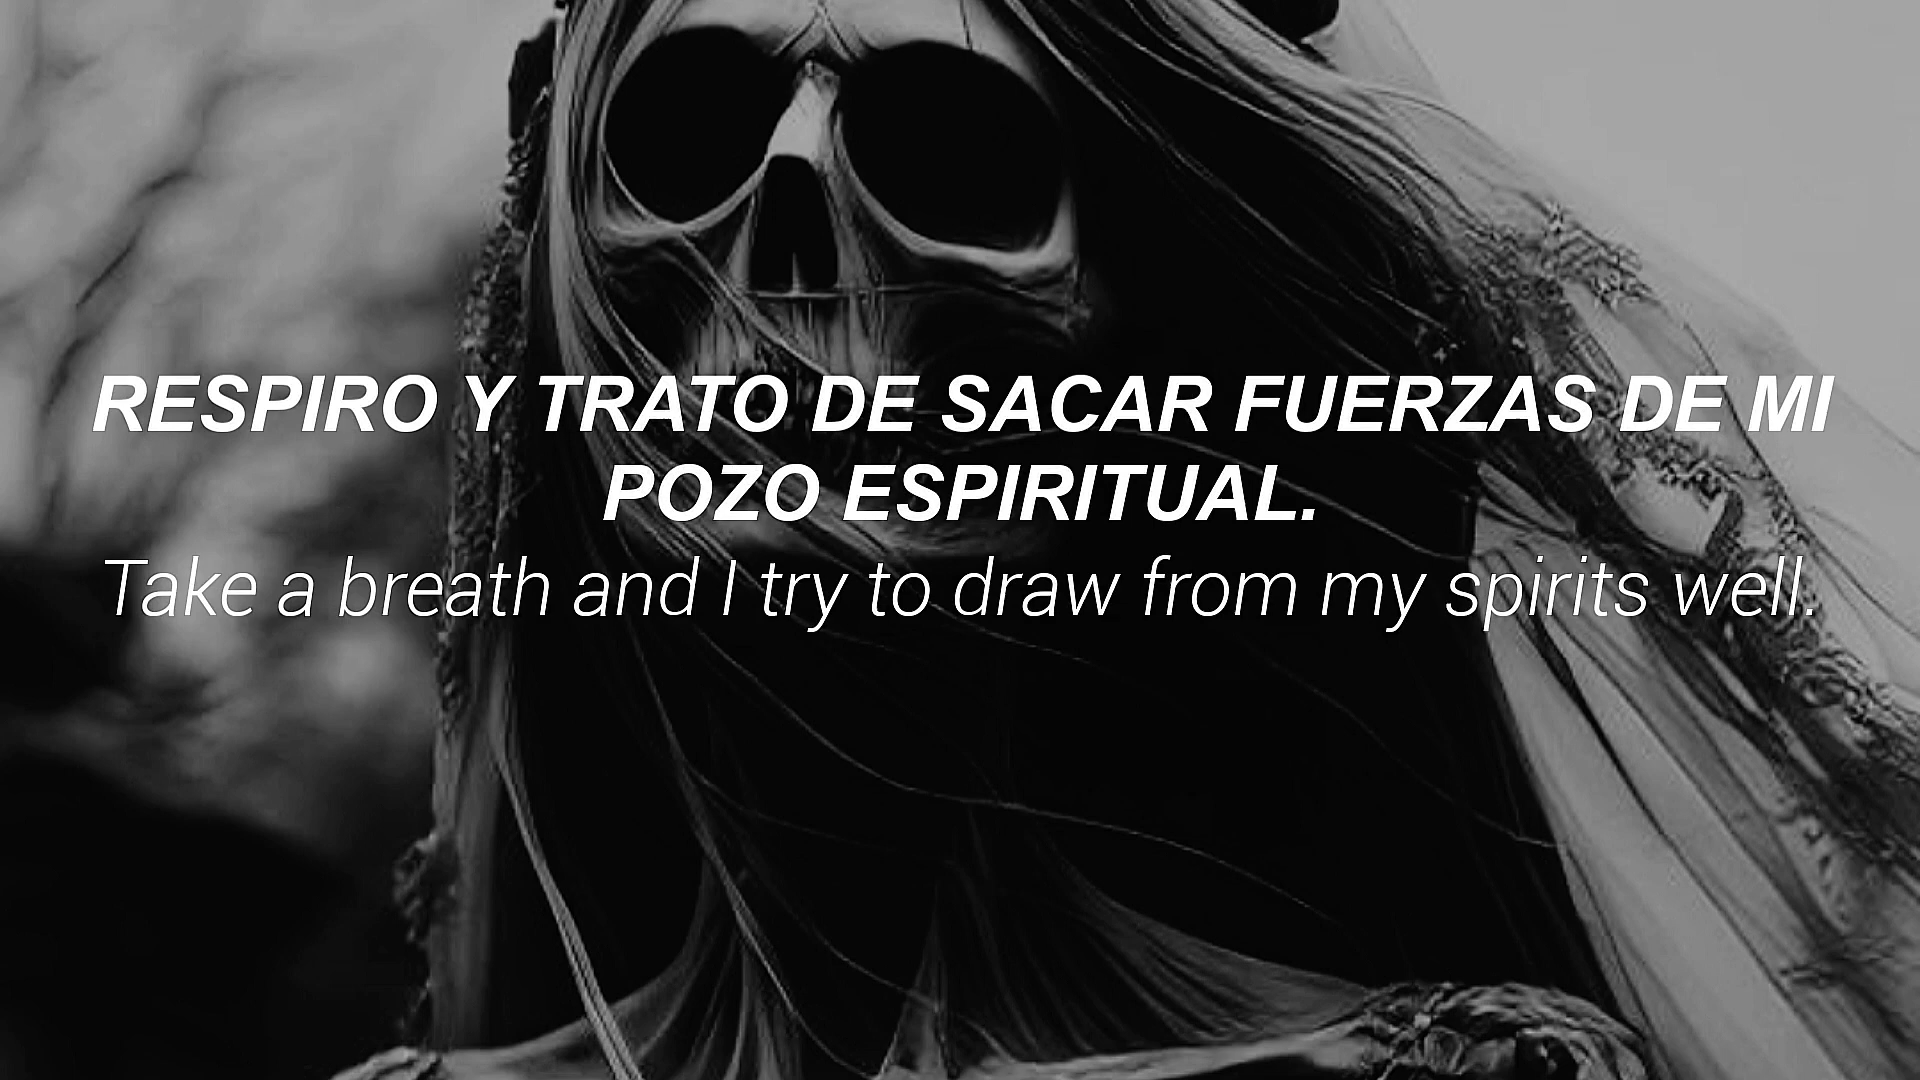 RESPIRO Y TRATO DE SACAR FUERZAS DE MI
POZO ESPIRITUAL.
Take a breath and I try to draw from my spirits well.